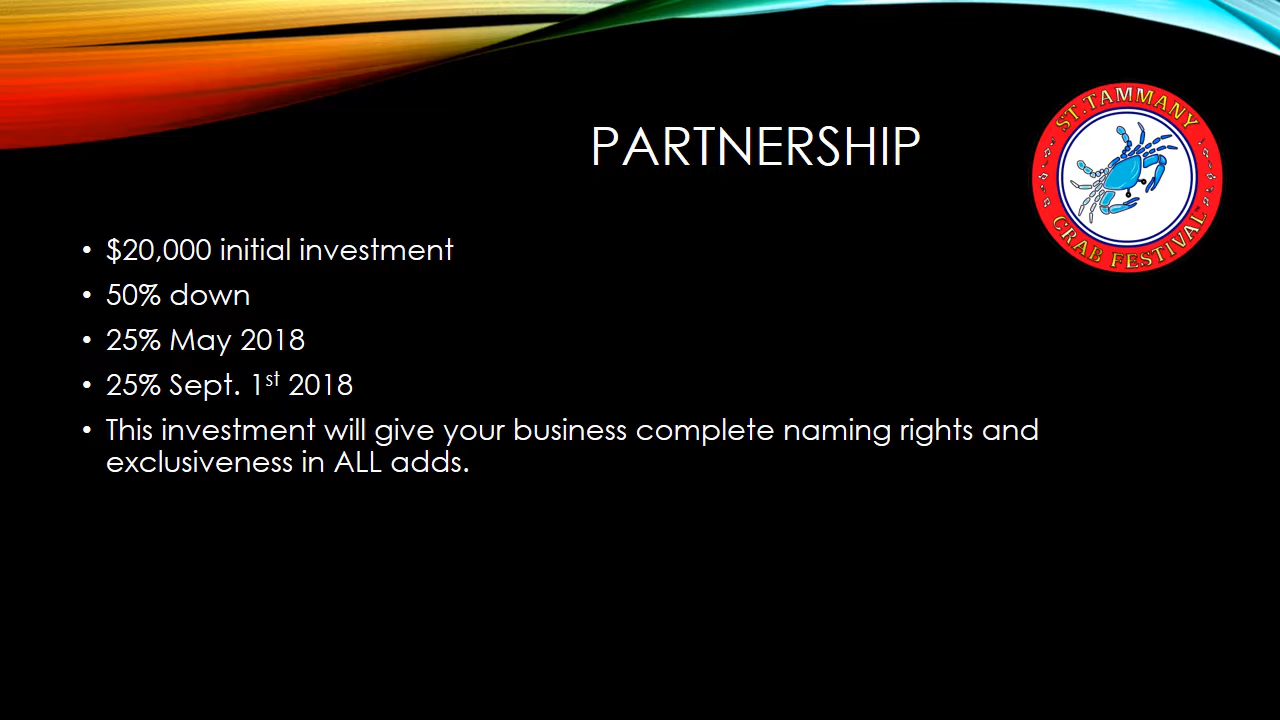 PARTNERSHIP
ST. TAMMANY
CRAB FESTIVAL
• $20,000 initial investment
• 50% down
• 25% May 2018
• 25% Sept. 1st 2018
• This investment will give your business complete naming rights and
exclusiveness in ALL adds.